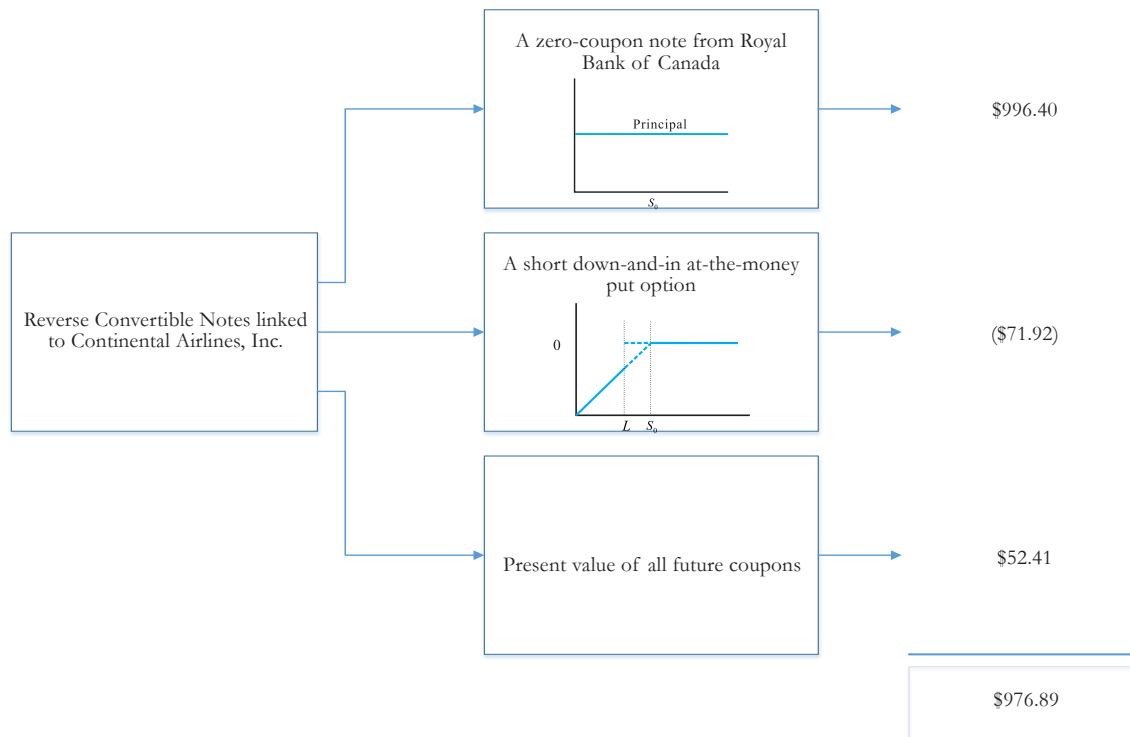 A zero-coupon note from Royal
Bank of Canada
Principal
S₀
$996.40
Reverse Convertible Notes linked
to Continental Airlines, Inc.
A short down-and-in at-the-money
put option
0
L S₀
($71.92)
Present value of all future coupons
$52.41
$976.89